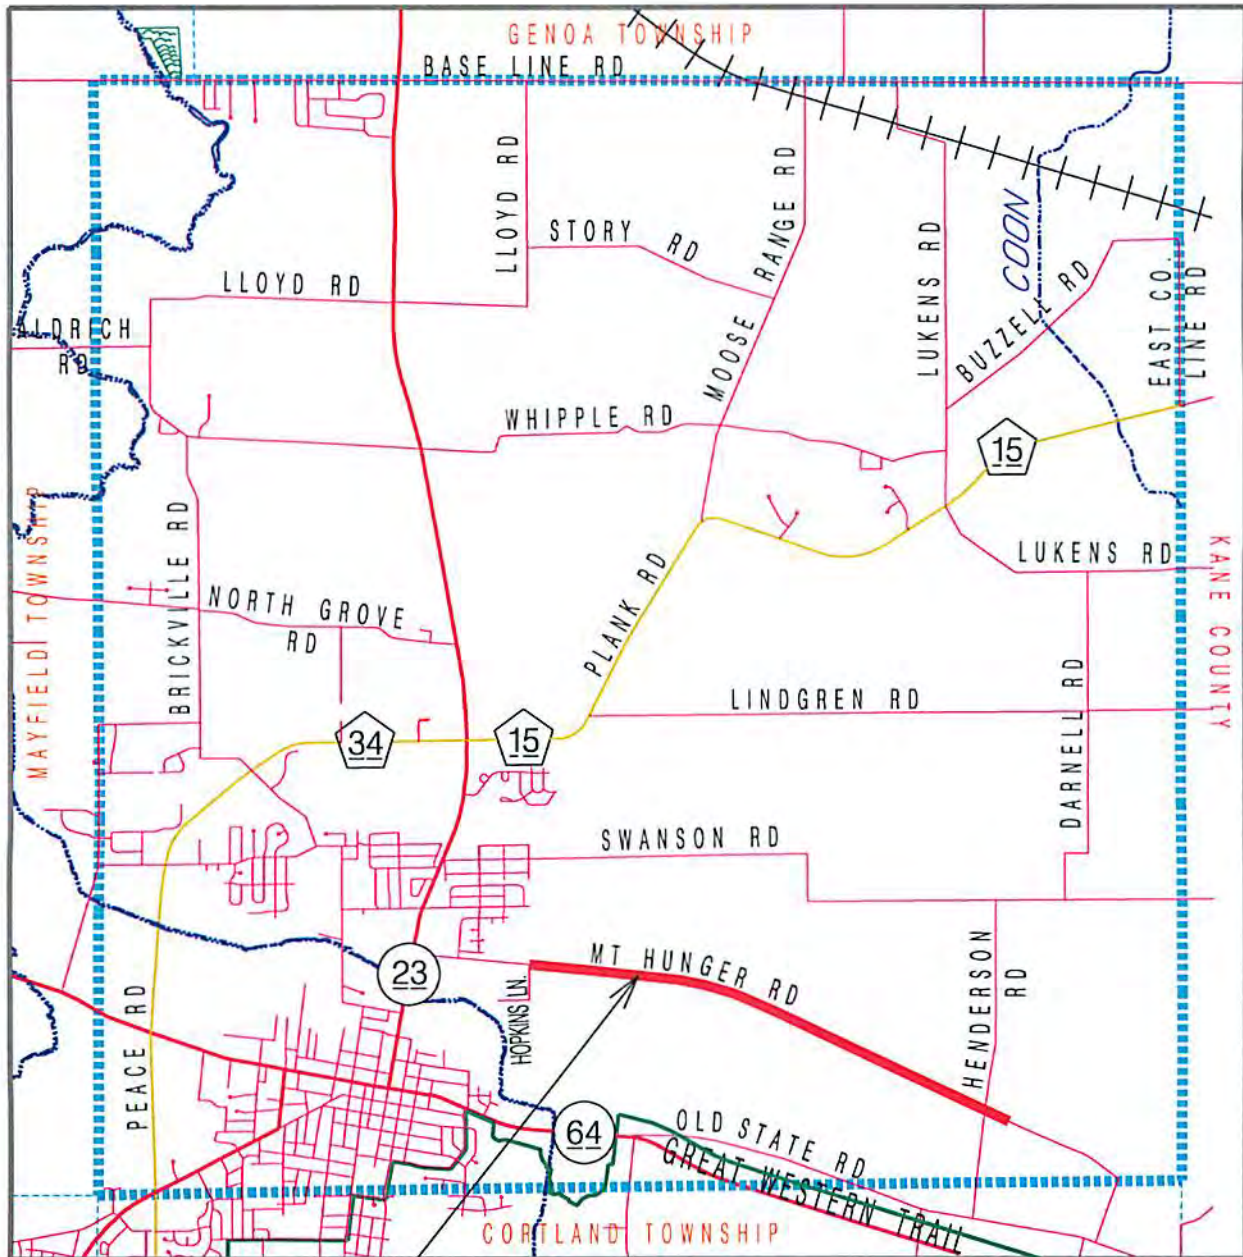 GENOA TOWNSHIP
BASE LINE RD
LLOYD RD
STORY RD
MOOSE RANGE RD
LUKENS RD
COON
BUZZELL RD
EAST CO.
LINE RD
LLOYD RD
ALDRICH
RD
WHIPPLE RD
15
MAYFIELD TOWNSHIP
BRICKVILLE RD
NORTH GROVE
RD
PLANK RD
LUKENS RD
KANE COUNTY
LINDGREN RD
DARNELL RD
34
15
SWANSON RD
MT HUNGER RD
HENDERSON
RD
23
HOPKINS LN.
PEACE RD
64
OLD STATE RD
GREAT WESTERN TRAIL
CORTLAND TOWNSHIP